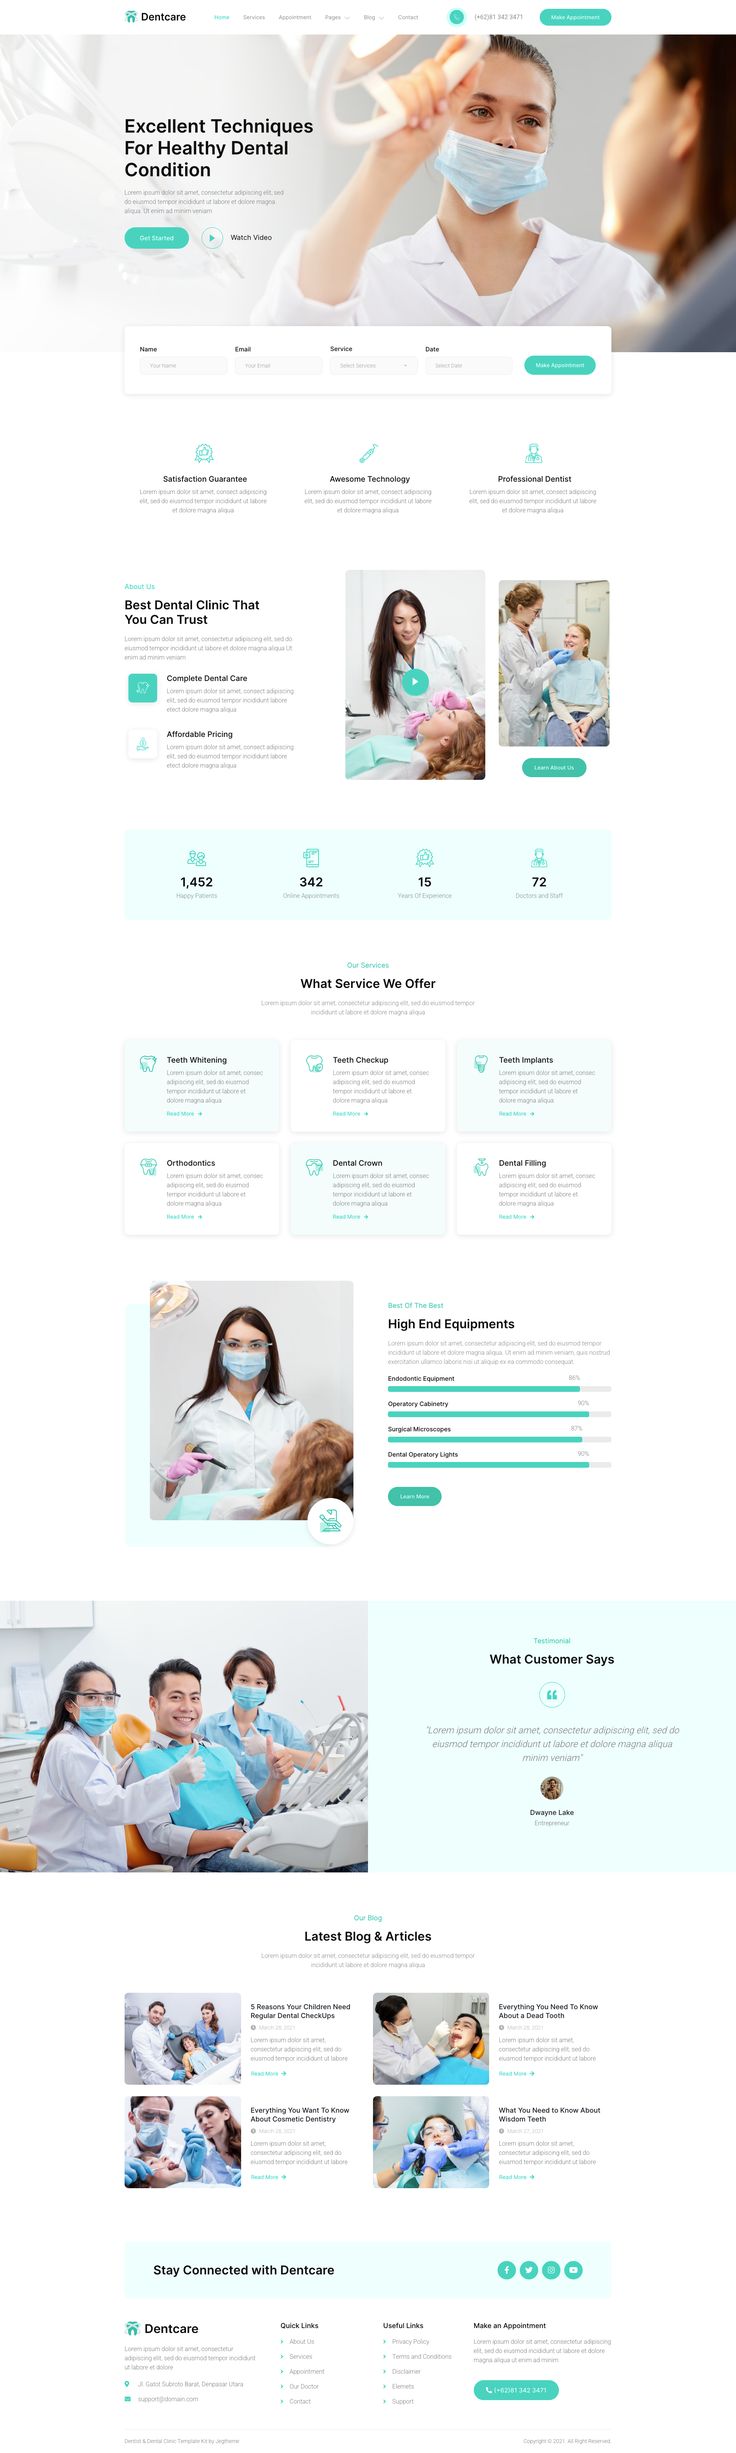 Dentcare
Home Services Appointment Pages Blog Contact
(+62)81 342 3471
Make Appointment
Excellent Techniques
For Healthy Dental
Condition
Lorem ipsum dolor sit amet, consectetur adipiscing elit, sed
do eiusmod tempor incididunt ut labore et dolore magna
aliqua. Ut enim ad minim veniam
Get Started
Watch Video
Name Email Service Date
Your Name Your Email Select Services Select Date
Make Appointment
Satisfaction Guarantee
Lorem ipsum dolor sit amet, consect adipiscing
elit, sed do eiusmod tempor incididunt ut labore
et dolore magna aliqua
Awesome Technology
Lorem ipsum dolor sit amet, consect adipiscing
elit, sed do eiusmod tempor incididunt ut labore
et dolore magna aliqua
Professional Dentist
Lorem ipsum dolor sit amet, consect adipiscing
elit, sed do eiusmod tempor incididunt ut labore
et dolore magna aliqua
About Us
Best Dental Clinic That
You Can Trust
Lorem ipsum dolor sit amet, consectetur adipiscing elit, sed do
eiusmod tempor incididunt ut labore et dolore magna aliqua Ut
enim ad minim veniam
Complete Dental Care
Lorem ipsum dolor sit amet, consect adipiscing
elit, sed do eiusmod tempor incididunt ut labore
etect dolore magna aliqua
Affordable Pricing
Lorem ipsum dolor sit amet, consect adipiscing
elit, sed do eiusmod tempor incididunt ut labore
etect dolore magna aliqua
Learn About Us
1,452
Happy Patients
342
Online Appointments
15
Years Of Experience
72
Doctors and Staff
Our Services
What Service We Offer
Lorem ipsum dolor sit amet, consectetur adipiscing elit, sed do eiusmod tempor
incididunt ut labore et dolore magna aliqua
Teeth Whitening
Lorem ipsum dolor sit amet, consec
adipiscing elit, sed do eiusmod
tempor incididunt ut labore et
dolore magna aliqua
Read More
Teeth Checkup
Lorem ipsum dolor sit amet, consec
adipiscing elit, sed do eiusmod
tempor incididunt ut labore et
dolore magna aliqua
Read More
Teeth Implants
Lorem ipsum dolor sit amet, consec
adipiscing elit, sed do eiusmod
tempor incididunt ut labore et
dolore magna aliqua
Read More
Orthodontics
Lorem ipsum dolor sit amet, consec
adipiscing elit, sed do eiusmod
tempor incididunt ut labore et
dolore magna aliqua
Read More
Dental Crown
Lorem ipsum dolor sit amet, consec
adipiscing elit, sed do eiusmod
tempor incididunt ut labore et
dolore magna aliqua
Read More
Dental Filling
Lorem ipsum dolor sit amet, consec
adipiscing elit, sed do eiusmod
tempor incididunt ut labore et
dolore magna aliqua
Read More
Best Of The Best
High End Equipments
Lorem ipsum dolor sit amet, consectetur adipiscing elit, sed do eiusmod tempor
incididunt ut labore et dolore magna aliqua. Ut enim ad minim veniam, quis nostrud
exercitation ullamco laboris nisi ut aliquip ex ea commodo consequat
Endodontic Equipment 86%
Operatory Cabinetry 90%
Surgical Microscopes 87%
Dental Operatory Lights 90%
Learn More
Testimonial
What Customer Says
"Lorem ipsum dolor sit amet, consectetur adipiscing elit, sed do
eiusmod tempor incididunt ut labore et dolore magna aliqua
minim veniam"
Dwayne Lake
Entrepreneur
Our Blog
Latest Blog & Articles
Lorem ipsum dolor sit amet, consectetur adipiscing elit, sed do eiusmod tempor
incididunt ut labore et dolore magna aliqua
5 Reasons Your Children Need
Regular Dental CheckUps
March 28, 2021
Lorem ipsum dolor sit amet,
consectetur adipiscing elit, sed do
eiusmod tempor incididunt ut labore
Read More
Everything You Need To Know
About a Dead Tooth
March 28, 2021
Lorem ipsum dolor sit amet,
consectetur adipiscing elit, sed do
eiusmod tempor incididunt ut labore
Read More
Everything You Want To Know
About Cosmetic Dentistry
March 28, 2021
Lorem ipsum dolor sit amet,
consectetur adipiscing elit, sed do
eiusmod tempor incididunt ut labore
Read More
What You Need to Know About
Wisdom Teeth
March 27, 2021
Lorem ipsum dolor sit amet,
consectetur adipiscing elit, sed do
eiusmod tempor incididunt ut labore
Read More
Stay Connected with Dentcare
Dentcare
Lorem ipsum dolor sit amet, consectetur
adipiscing elit, sed do eiusmod tempor incididunt
ut labore et dolore
Jl. Gatot Subroto Barat, Denpasar Utara
support@domain.com
Quick Links
About Us
Services
Appointment
Our Doctor
Contact
Useful Links
Privacy Policy
Terms and Conditions
Disclaimer
Elemets
Support
Make an Appointment
Lorem ipsum dolor sit amet, consectetur adipiscing elit,
sed do eiusmod tempor incididunt ut labore et dolore
magna aliqua ut enim ad minim
(+62)81 342 3471
Dentist & Dental Clinic Template Kit by Jegtheme
Copyright © 2021. All Right Reserved.